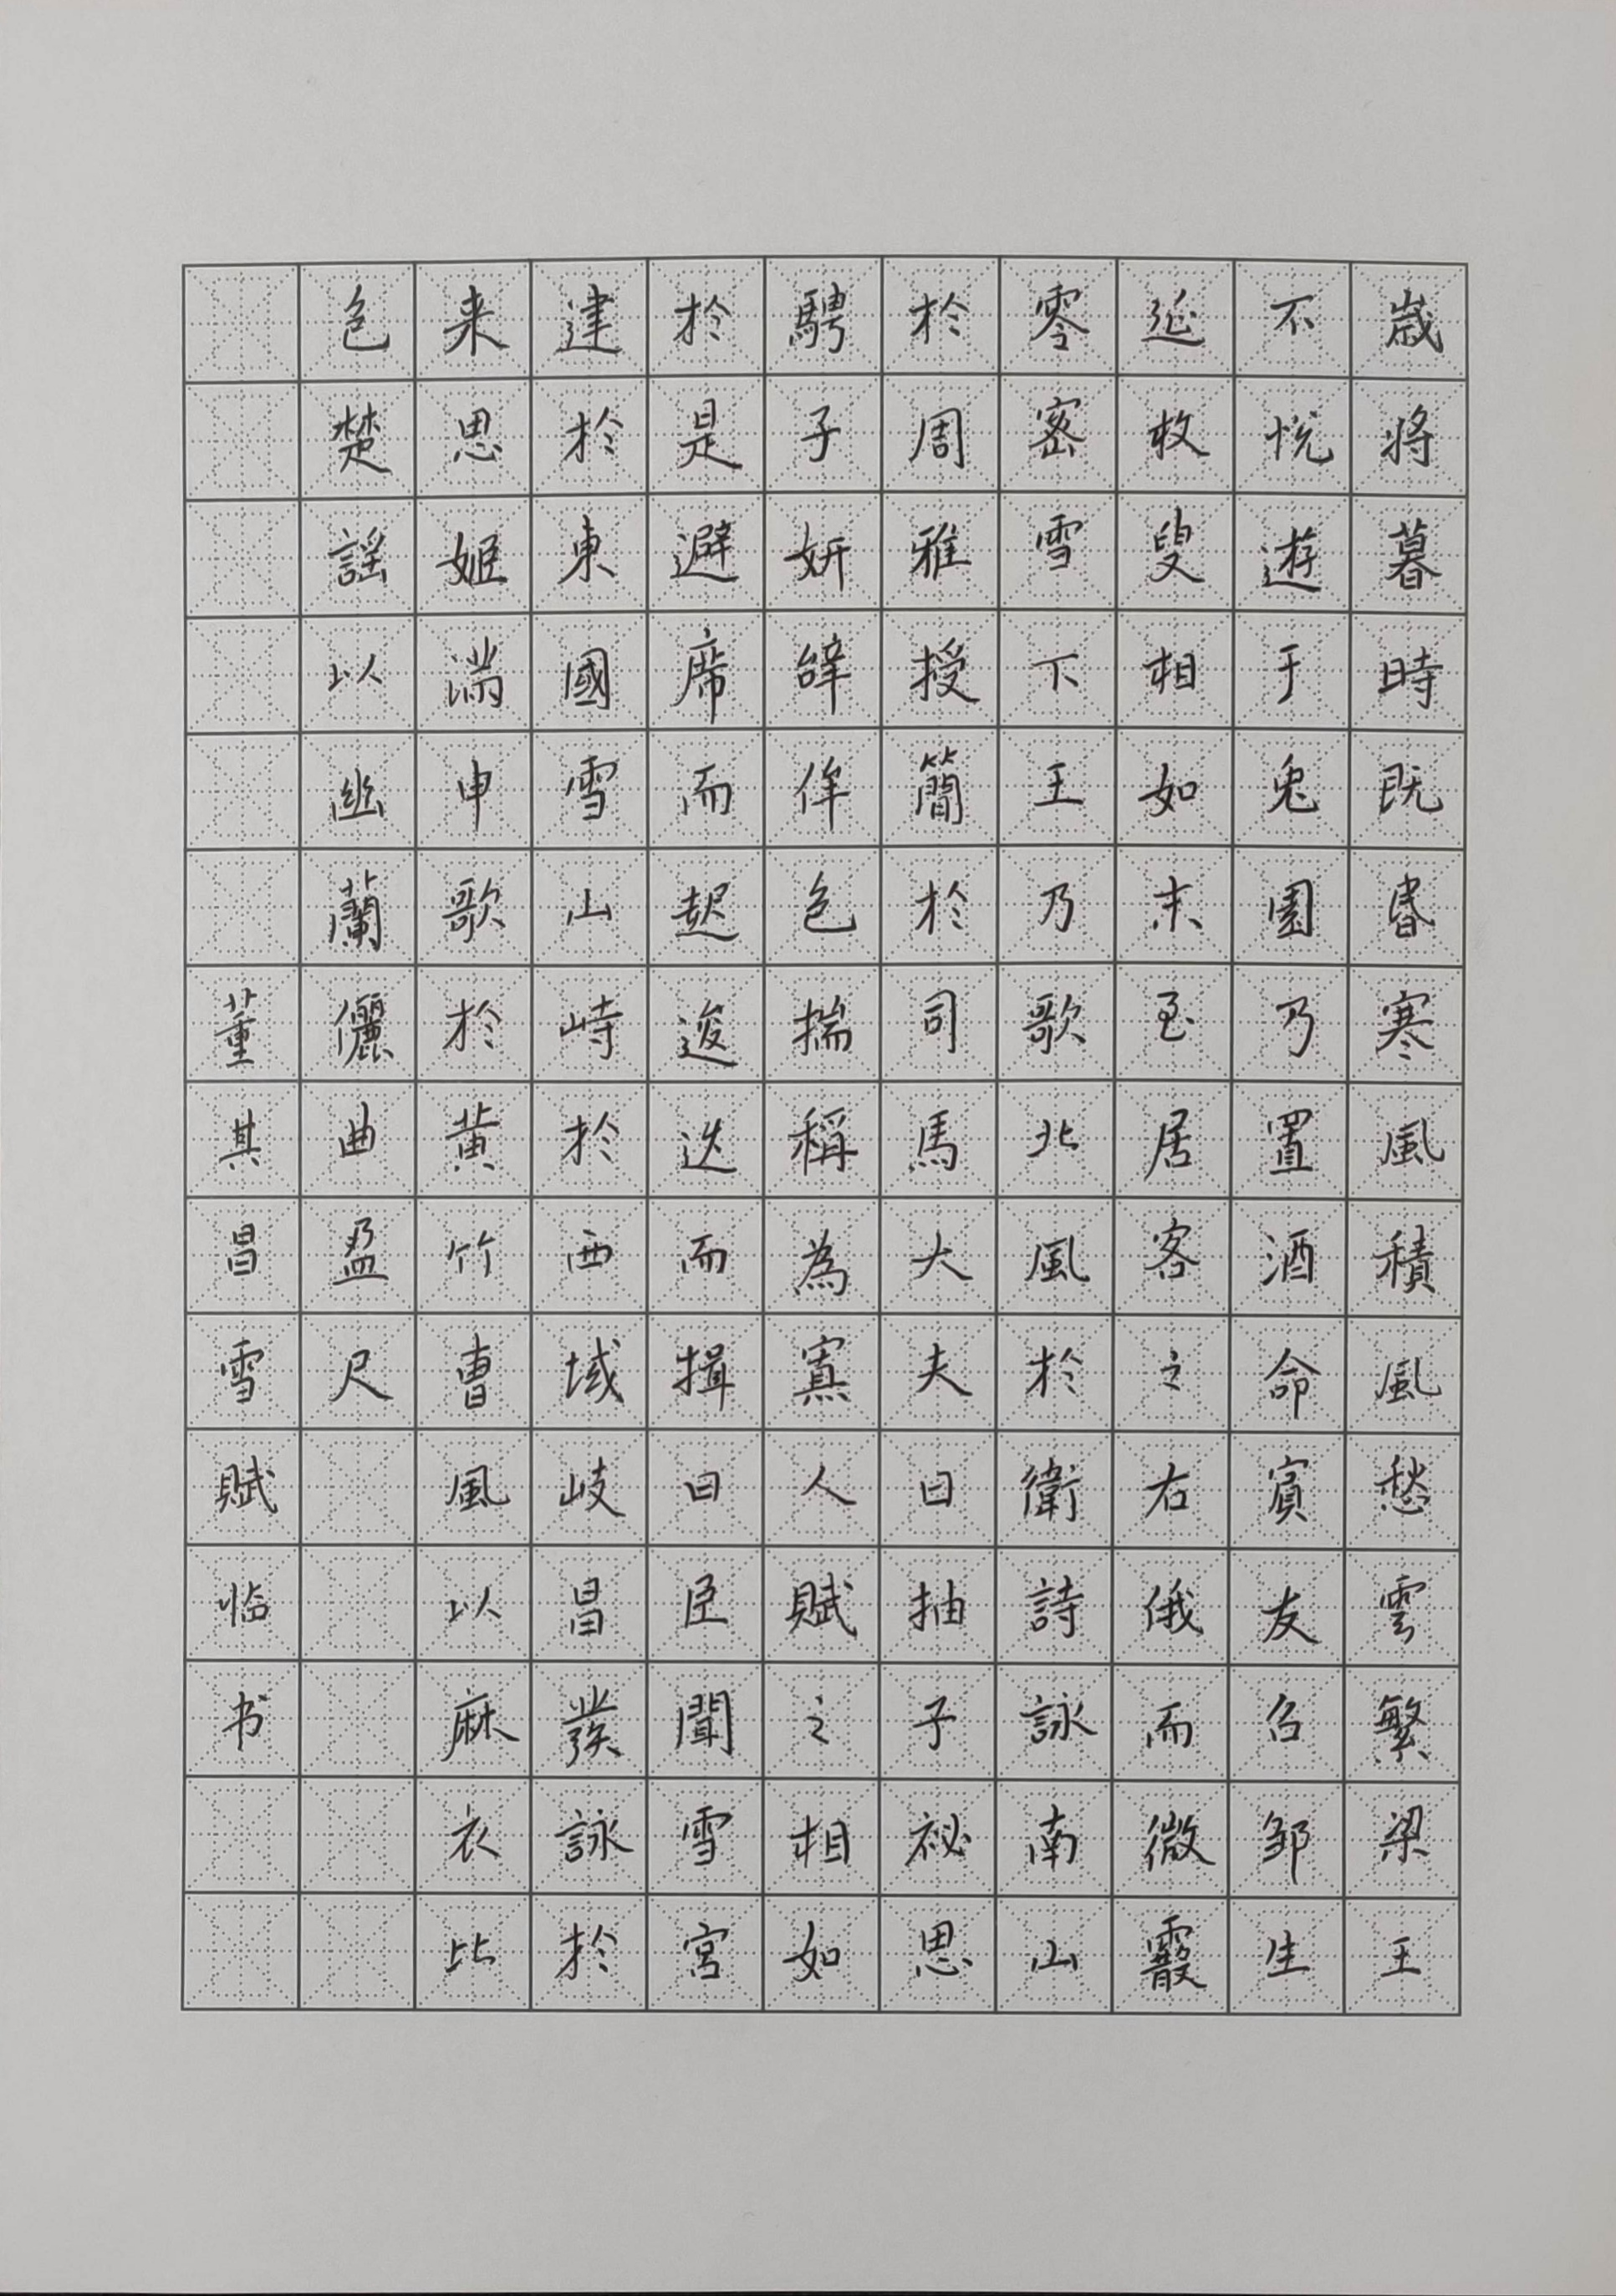 歲將暮時既昏寒風積風愁雲繁梁王
不悦遊于兔園乃置酒命賓友召邹生
延枚叟相如末至居客之右俄而微霰
零密雪下王乃歌北風於衛詩詠南山
於周雅授簡於司馬大夫曰抽子祕思
騁子妍辭侔色揣稱為寡人賦之相如
於是避席而起逡迭而揖曰臣聞雪宮
建於東國雪山峙於西域岐昌發詠於
来思姬滿申歌於黄竹曹風以麻衣比
色楚謠以幽蘭儷曲盈尺
董其昌雪賦临书